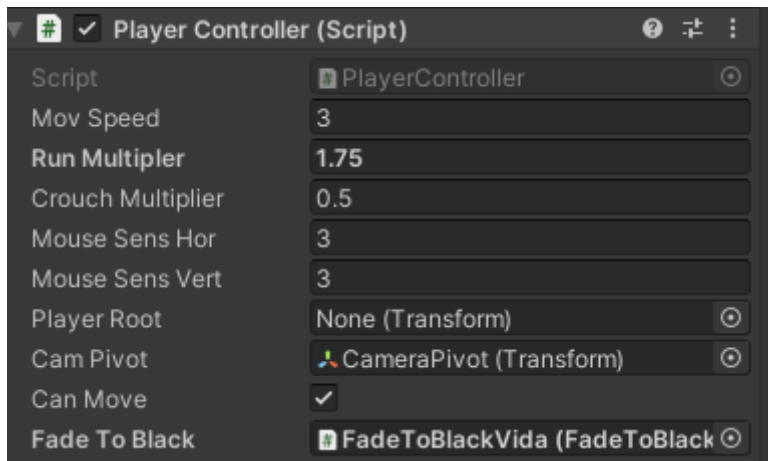 Player Controller (Script)
Script PlayerController
Mov Speed 3
Run Multipler 1.75
Crouch Multiplier 0.5
Mouse Sens Hor 3
Mouse Sens Vert 3
Player Root None (Transform)
Cam Pivot CameraPivot (Transform)
Can Move
Fade To Black FadeToBlackVida (FadeToBlack